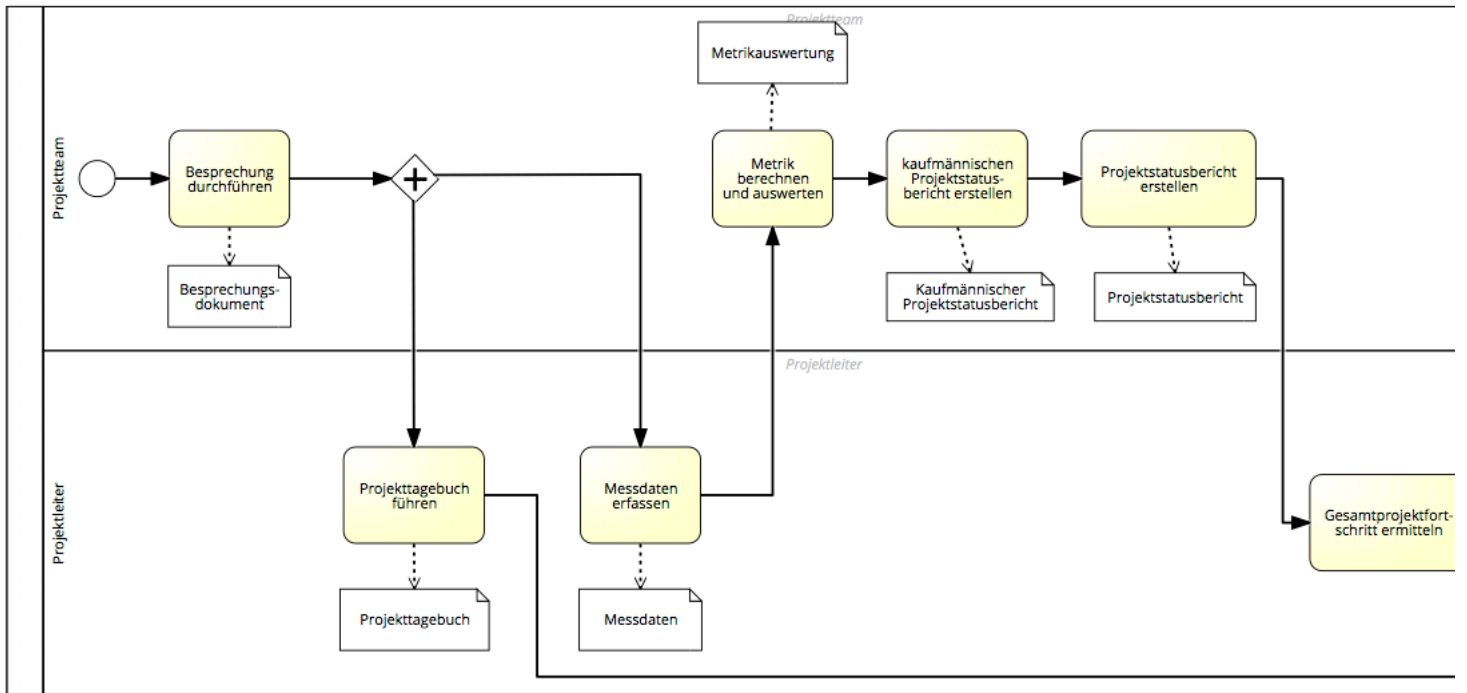 Projektteam
Projektteam
Metrikauswertung
Besprechung
durchführen
Metrik
berechnen
und auswerten
kaufmännischen
Projektstatus-
bericht erstellen
Projektstatusbericht
erstellen
Besprechungs-
dokument
Kaufmännischer
Projektstatusbericht
Projektstatusbericht
Projektleiter
Projektleiter
Projekttagebuch
führen
Messdaten
erfassen
Gesamtprojektfort-
schritt ermitteln
Projekttagebuch
Messdaten